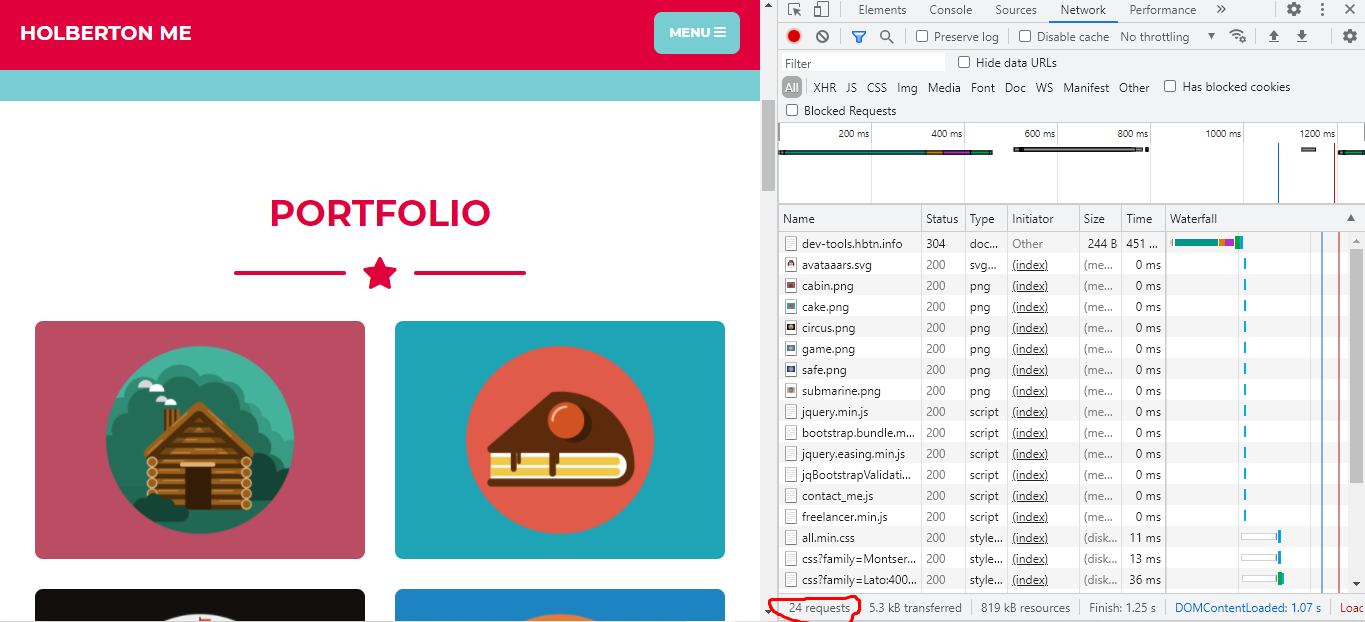 HOLBERTON ME
MENU
PORTFOLIO
Elements Console Sources Network Performance
Preserve log Disable cache No throttling
Filter Hide data URLs
All XHR JS CSS Img Media Font Doc WS Manifest Other Has blocked cookies
Blocked Requests
200 ms 400 ms 600 ms 800 ms 1000 ms 1200 ms
Name Status Type Initiator Size Time Waterfall
dev-tools.hbtn.info 304 doc... Other 244 B 451 ...
avataaars.svg 200 svg... (index) (me... 0 ms
cabin.png 200 png (index) (me... 0 ms
cake.png 200 png (index) (me... 0 ms
circus.png 200 png (index) (me... 0 ms
game.png 200 png (index) (me... 0 ms
safe.png 200 png (index) (me... 0 ms
submarine.png 200 png (index) (me... 0 ms
jquery.min.js 200 script (index) (me... 0 ms
bootstrap.bundle.m... 200 script (index) (me... 0 ms
jquery.easing.min.js 200 script (index) (me... 0 ms
jqBootstrapValidati... 200 script (index) (me... 0 ms
contact_me.js 200 script (index) (me... 0 ms
freelancer.min.js 200 script (index) (me... 0 ms
all.min.css 200 style... (index) (disk... 11 ms
css?family=Montser... 200 style... (index) (disk... 13 ms
css?family=Lato:400... 200 style... (index) (disk... 36 ms
24 requests 5.3 kB transferred 819 kB resources Finish: 1.25 s DOMContentLoaded: 1.07 s Loac